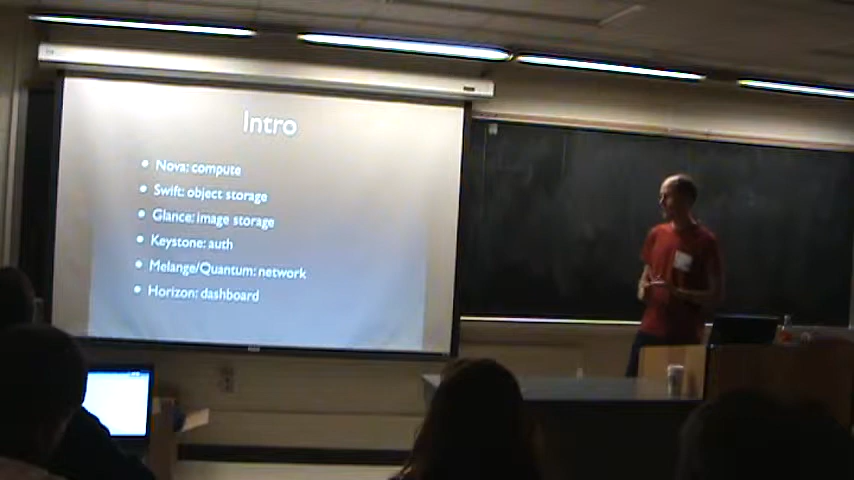 Intro
• Nova: compute
• Swift: object storage
• Glance: image storage
• Keystone: auth
• Melange/Quantum: network
• Horizon: dashboard